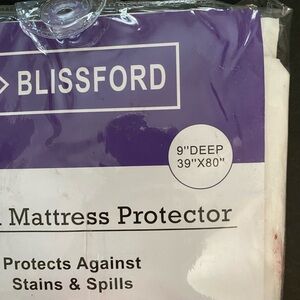 BLISSFORD
9"DEEP
39"X80"
Mattress Protector
Protects Against
Stains & Spills